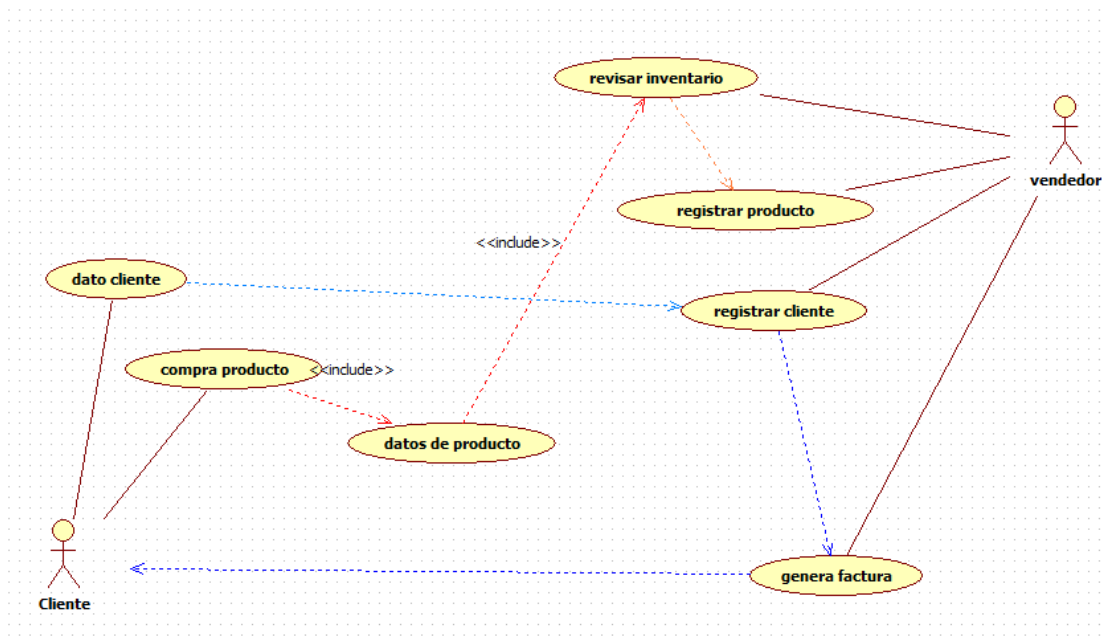 revisar inventario
vendedor
registrar producto
<<include>>
dato cliente
registrar cliente
compra producto
<<include>>
datos de producto
genera factura
Cliente